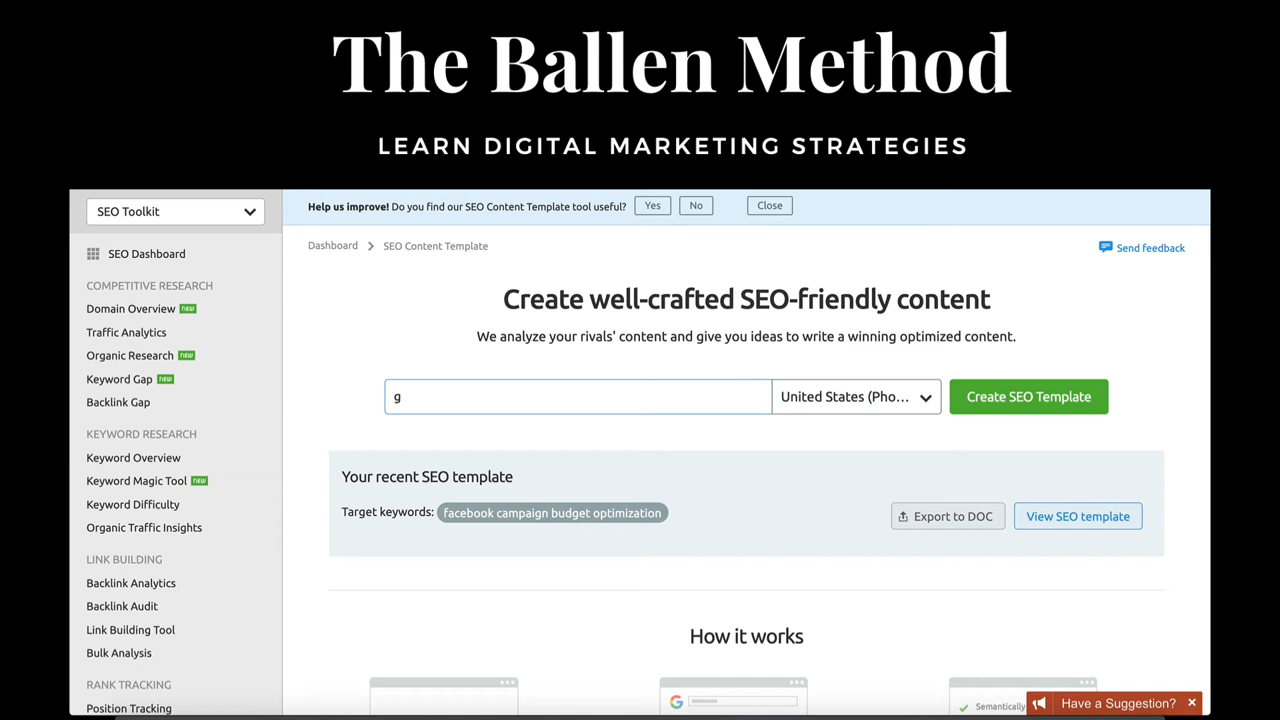 The Ballen Method
LEARN DIGITAL MARKETING STRATEGIES
SEO Toolkit
SEO Dashboard
COMPETITIVE RESEARCH
Domain Overview NEW
Traffic Analytics
Organic Research NEW
Keyword Gap NEW
Backlink Gap
KEYWORD RESEARCH
Keyword Overview
Keyword Magic Tool NEW
Keyword Difficulty
Organic Traffic Insights
LINK BUILDING
Backlink Analytics
Backlink Audit
Link Building Tool
Bulk Analysis
RANK TRACKING
Position Tracking
Help us improve! Do you find our SEO Content Template tool useful? Yes No Close
Dashboard > SEO Content Template
Send feedback
Create well-crafted SEO-friendly content
We analyze your rivals' content and give you ideas to write a winning optimized content.
g United States (Pho... Create SEO Template
Your recent SEO template
Target keywords: facebook campaign budget optimization
Export to DOC View SEO template
How it works
G
Semantically
Have a Suggestion? ×